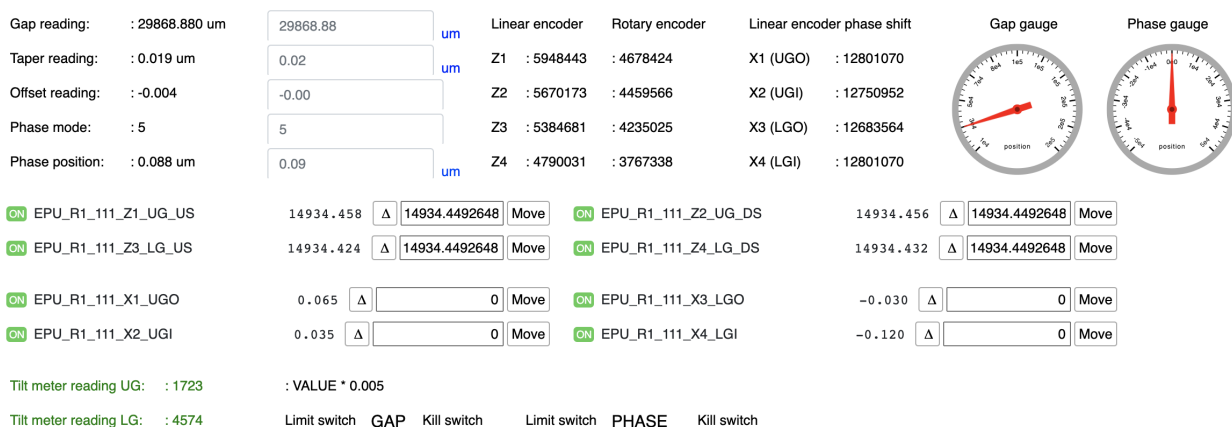 Gap reading: : 29868.880 um 29868.88 um Linear encoder Rotary encoder Linear encoder phase shift Gap gauge Phase gauge
Taper reading: : 0.019 um 0.02 um Z1 : 5948443 : 4678424 X1 (UGO) : 12801070
Offset reading: : -0.004 -0.00 Z2 : 5670173 : 4459566 X2 (UGI) : 12750952
Phase mode: : 5 5 Z3 : 5384681 : 4235025 X3 (LGO) : 12683564
Phase position: : 0.088 um 0.09 um Z4 : 4790031 : 3767338 X4 (LGI) : 12801070
position position
ON EPU_R1_111_Z1_UG_US 14934.458 Δ 14934.4492648 Move ON EPU_R1_111_Z2_UG_DS 14934.456 Δ 14934.4492648 Move
ON EPU_R1_111_Z3_LG_US 14934.424 Δ 14934.4492648 Move ON EPU_R1_111_Z4_LG_DS 14934.432 Δ 14934.4492648 Move
ON EPU_R1_111_X1_UGO 0.065 Δ 0 Move ON EPU_R1_111_X3_LGO -0.030 Δ 0 Move
ON EPU_R1_111_X2_UGI 0.035 Δ 0 Move ON EPU_R1_111_X4_LGI -0.120 Δ 0 Move
Tilt meter reading UG: : 1723 : VALUE * 0.005
Tilt meter reading LG: : 4574 Limit switch GAP Kill switch Limit switch PHASE Kill switch